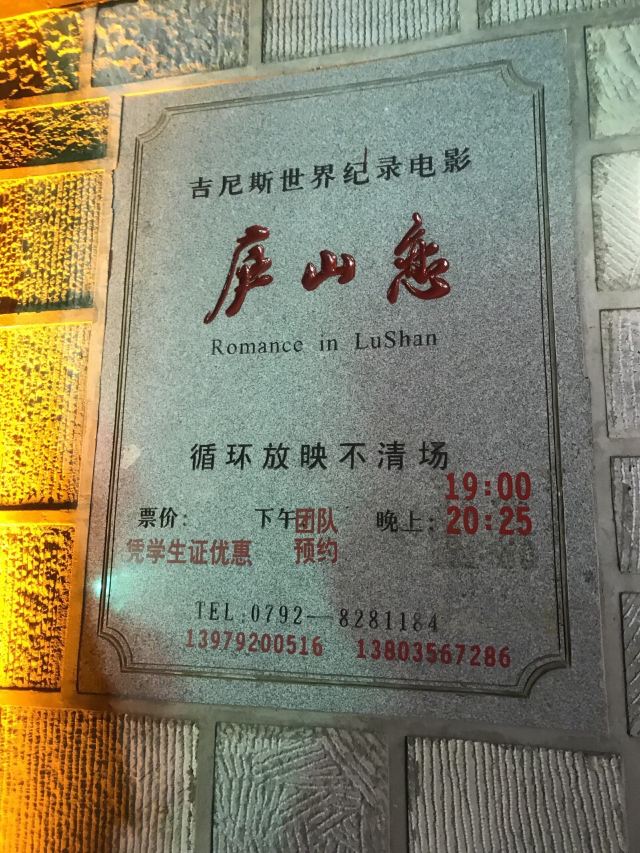 吉尼斯世界纪录电影
庐山恋
Romance in LuShan
循环放映不清场
19:00
票价: 下午 团队 晚上: 20:25
凭学生证优惠 预约
TEL:0792—8281184
13979200516 13803567286